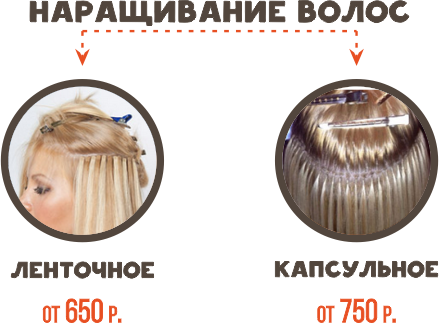 НАРАЩИВАНИЕ ВОЛОС
ЛЕНТОЧНОЕ
КАПСУЛЬНОЕ
ОТ 650 Р.
ОТ 750 Р.